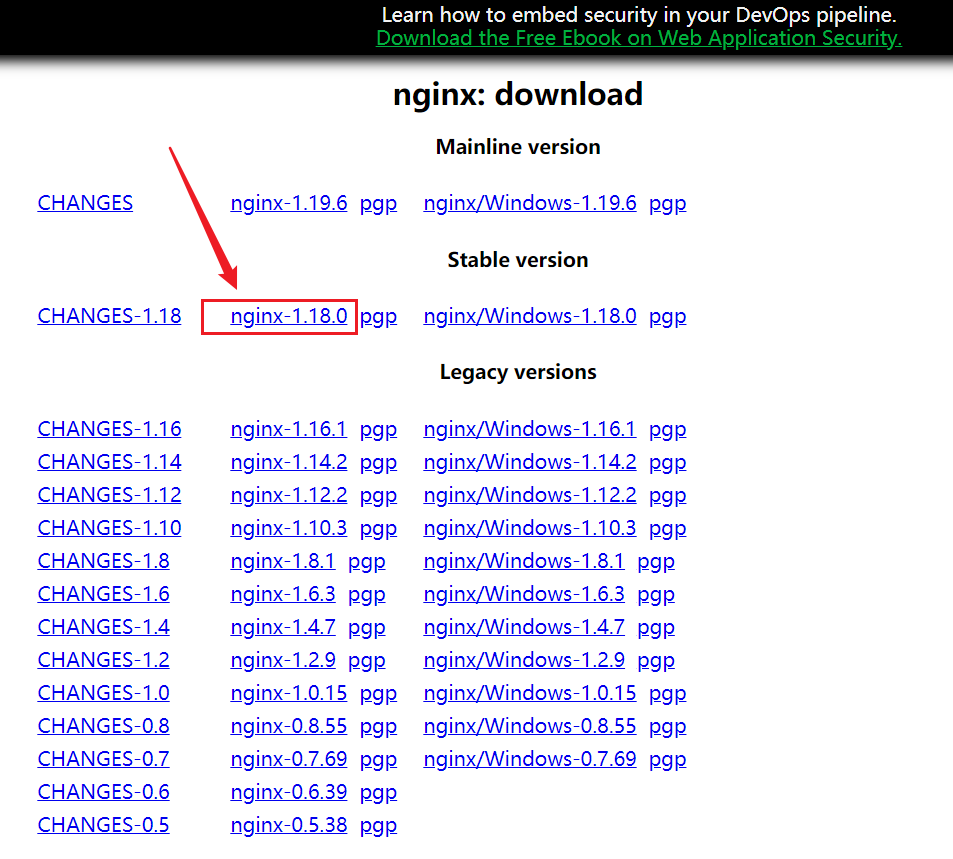 Learn how to embed security in your DevOps pipeline.
Download the Free Ebook on Web Application Security.
nginx: download
Mainline version
CHANGES nginx-1.19.6 pgp nginx/Windows-1.19.6 pgp
Stable version
CHANGES-1.18 nginx-1.18.0 pgp nginx/Windows-1.18.0 pgp
Legacy versions
CHANGES-1.16 nginx-1.16.1 pgp nginx/Windows-1.16.1 pgp
CHANGES-1.14 nginx-1.14.2 pgp nginx/Windows-1.14.2 pgp
CHANGES-1.12 nginx-1.12.2 pgp nginx/Windows-1.12.2 pgp
CHANGES-1.10 nginx-1.10.3 pgp nginx/Windows-1.10.3 pgp
CHANGES-1.8 nginx-1.8.1 pgp nginx/Windows-1.8.1 pgp
CHANGES-1.6 nginx-1.6.3 pgp nginx/Windows-1.6.3 pgp
CHANGES-1.4 nginx-1.4.7 pgp nginx/Windows-1.4.7 pgp
CHANGES-1.2 nginx-1.2.9 pgp nginx/Windows-1.2.9 pgp
CHANGES-1.0 nginx-1.0.15 pgp nginx/Windows-1.0.15 pgp
CHANGES-0.8 nginx-0.8.55 pgp nginx/Windows-0.8.55 pgp
CHANGES-0.7 nginx-0.7.69 pgp nginx/Windows-0.7.69 pgp
CHANGES-0.6 nginx-0.6.39 pgp
CHANGES-0.5 nginx-0.5.38 pgp